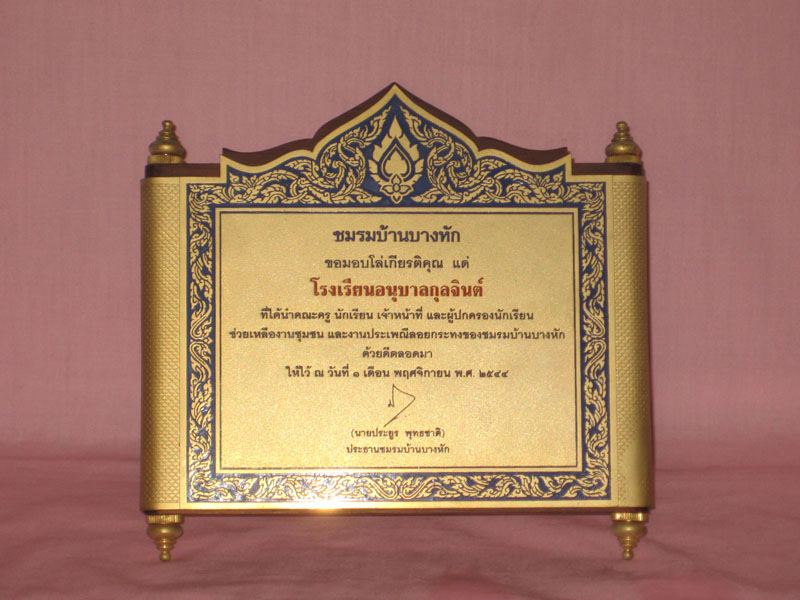 ชมรมบ้านบางทัก
ขอมอบโล่เกียรติคุณ แด่
โรงเรียนอนุบาลกุลจินต์
ที่ได้นำคณะครู นักเรียน เจ้าหน้าที่ และผู้ปกครองนักเรียน
ช่วยเหลืองานชุมชน และงานประเพณีลอยกระทงของชมรมบ้านบางทัก
ด้วยดีตลอดมา
ให้ไว้ ณ วันที่ ๑ เดือน พฤศจิกายน พ.ศ. ๒๕๔๔
(นายประยูร พุทธชาติ)
ประธานชมรมบ้านบางทัก